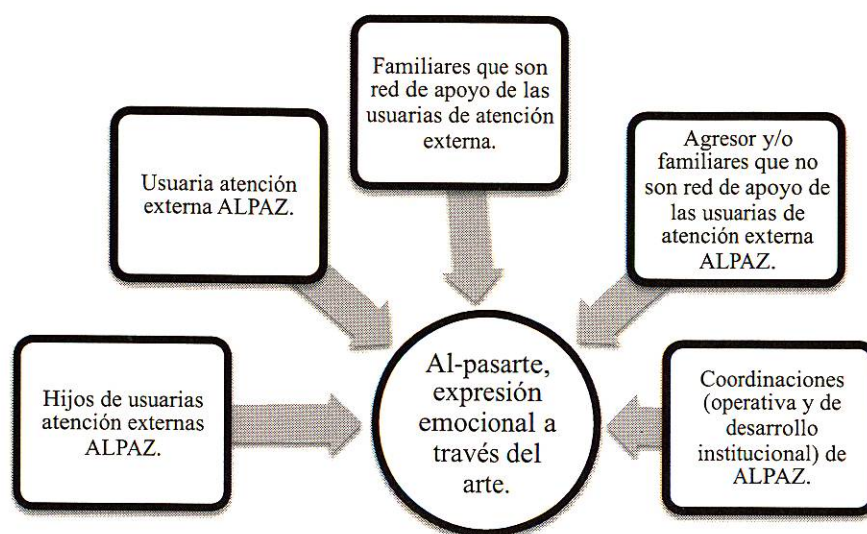 Familiares que son
red de apoyo de las
usuarias de atención
externa.
Usuaria atención
externa ALPAZ.
Agresor y/o
familiares que no
son red de apoyo de
las usuarias de
atención externa
ALPAZ.
Hijos de usuarias
atención externas
ALPAZ.
Al-pasarte,
expresión
emocional a
través del
arte.
Coordinaciones
(operativa y de
desarrollo
institucional) de
ALPAZ.